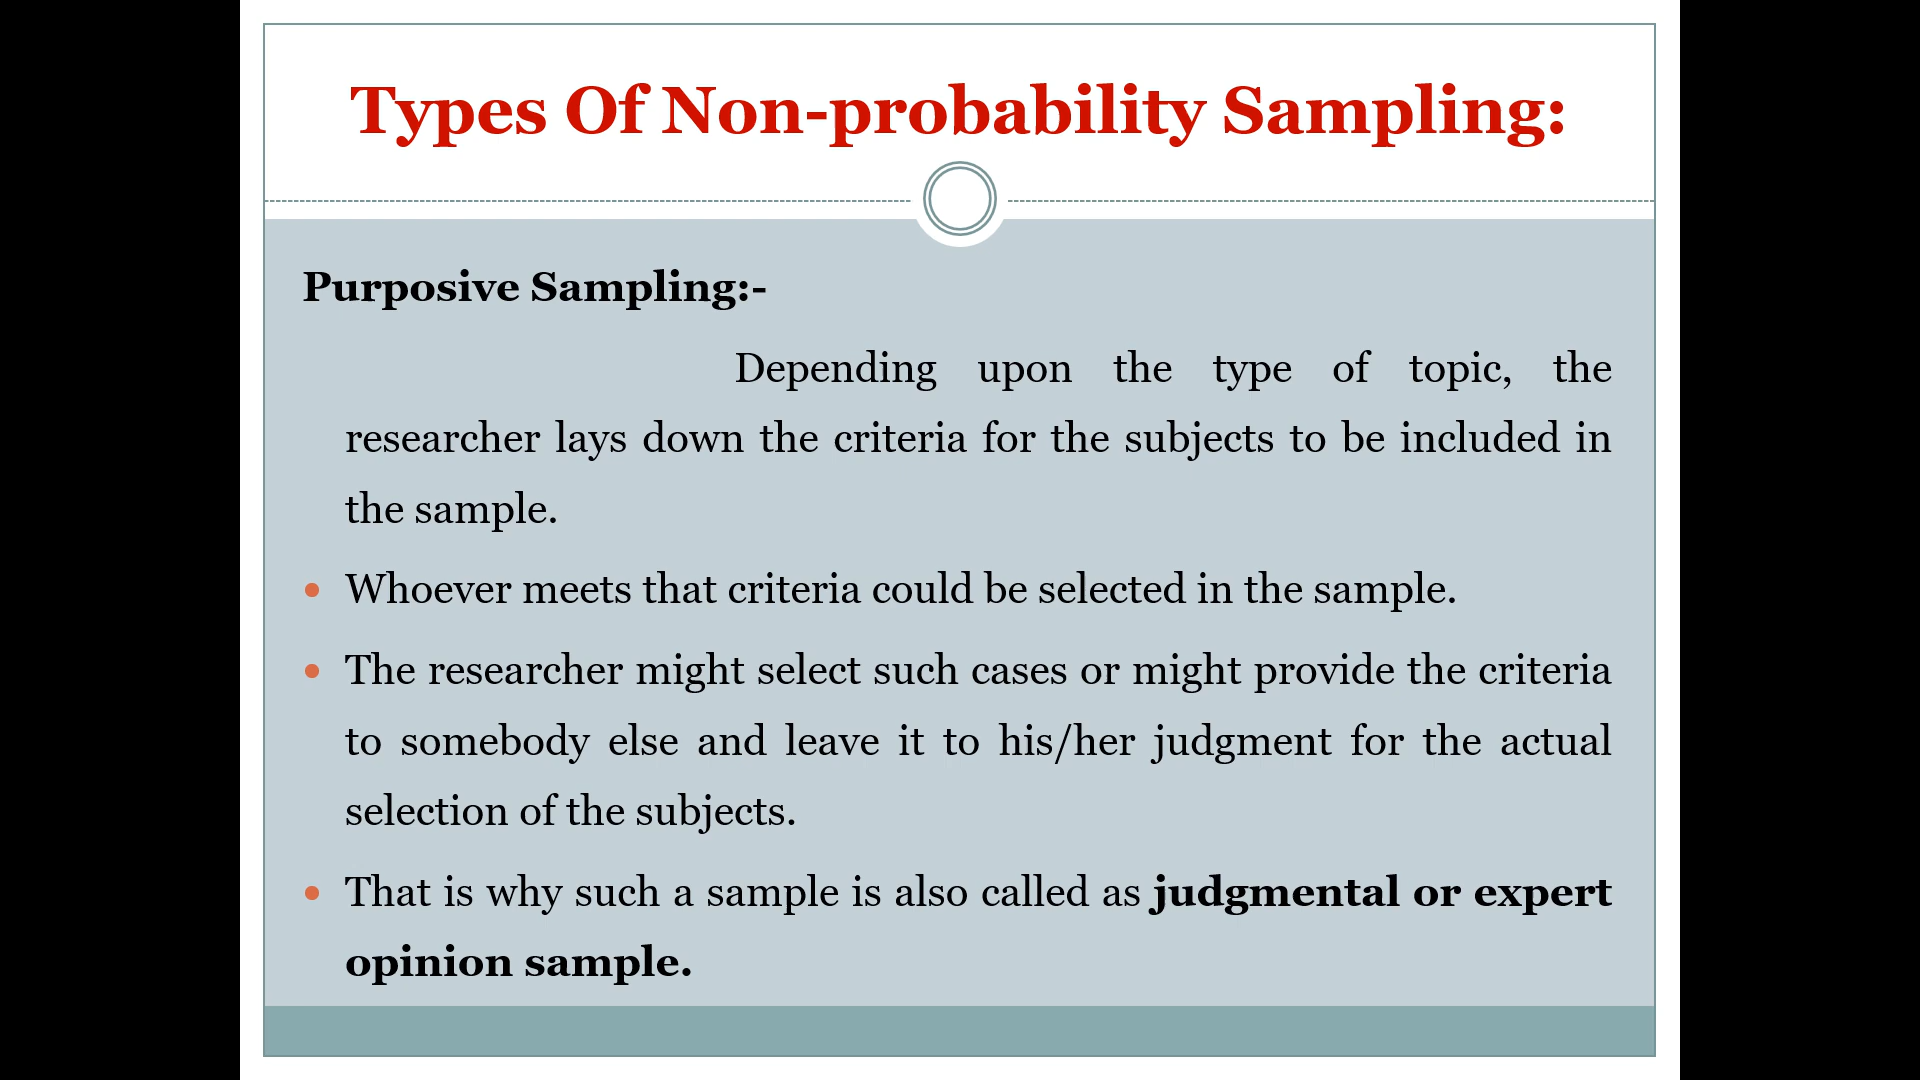 Types Of Non-probability Sampling:
Purposive Sampling:-
Depending upon the type of topic, the
researcher lays down the criteria for the subjects to be included in
the sample.
• Whoever meets that criteria could be selected in the sample.
• The researcher might select such cases or might provide the criteria
to somebody else and leave it to his/her judgment for the actual
selection of the subjects.
• That is why such a sample is also called as judgmental or expert
opinion sample.